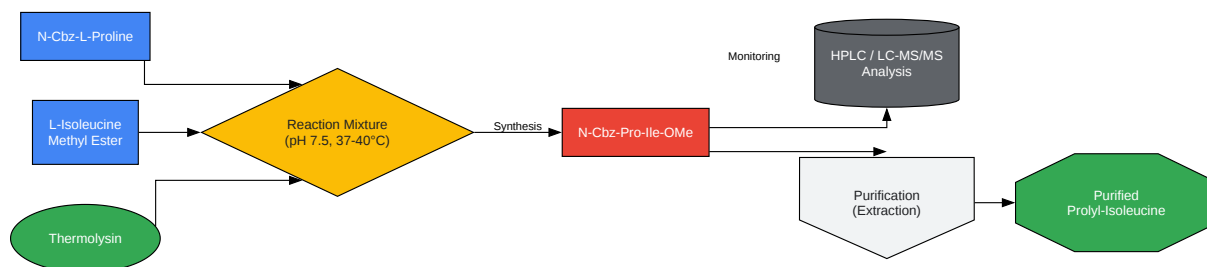 N-Cbz-L-Proline
L-Isoleucine
Methyl Ester
Thermolysin
Reaction Mixture
(pH 7.5, 37-40°C)
Synthesis
N-Cbz-Pro-Ile-OMe
Monitoring
HPLC / LC-MS/MS
Analysis
Purification
(Extraction)
Purified
Prolyl-Isoleucine